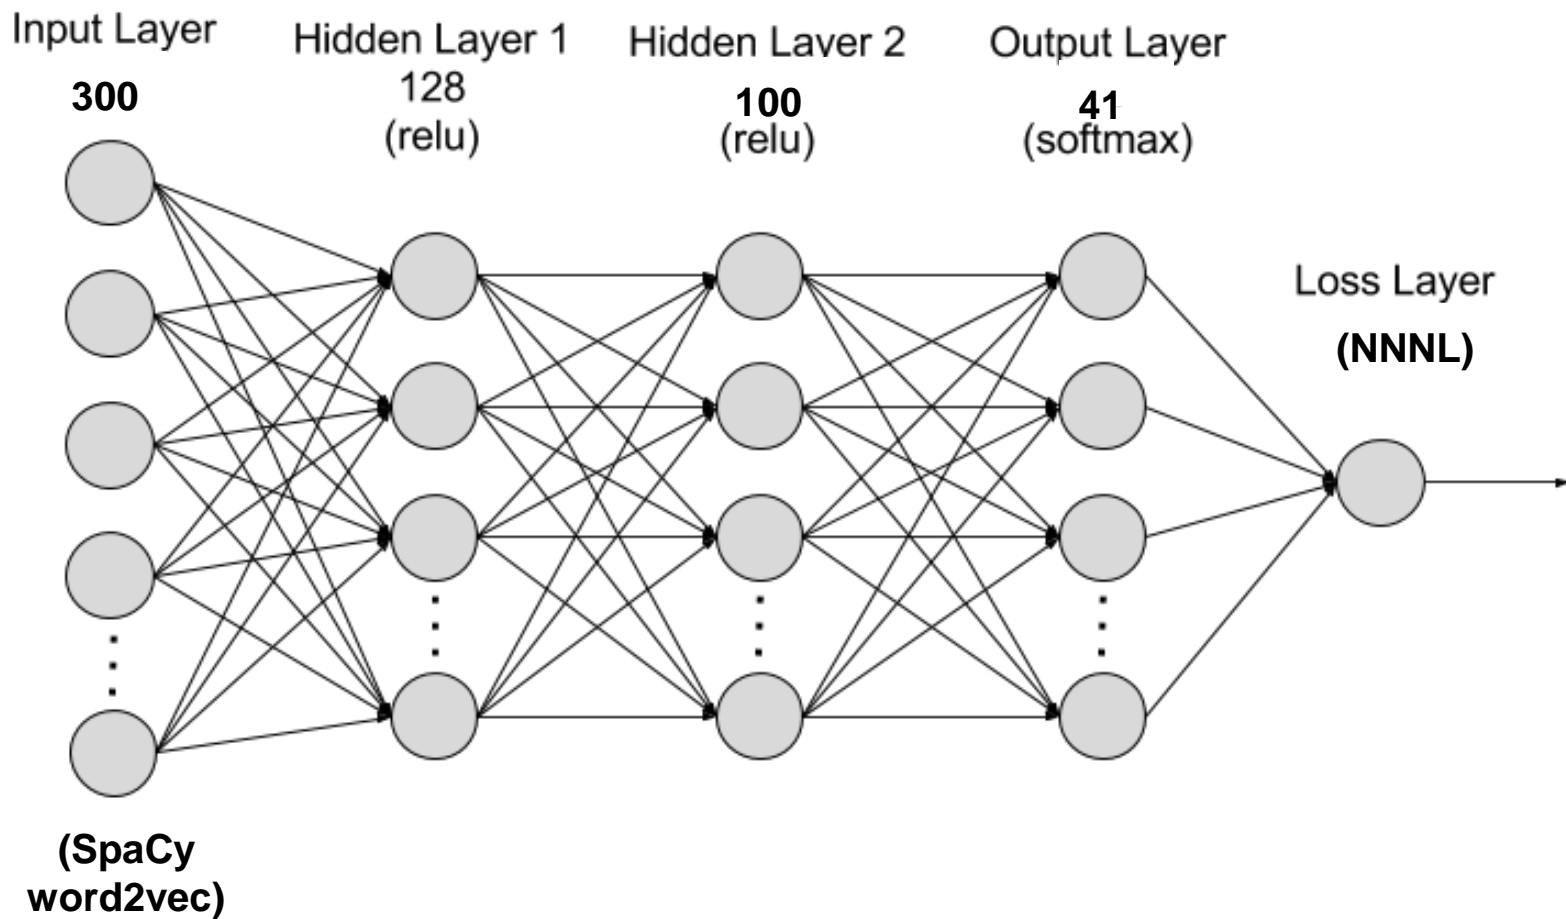 Input Layer
300
Hidden Layer 1
128
(relu)
Hidden Layer 2
100
(relu)
Output Layer
41
(softmax)
Loss Layer
(NNNL)
(SpaCy
word2vec)